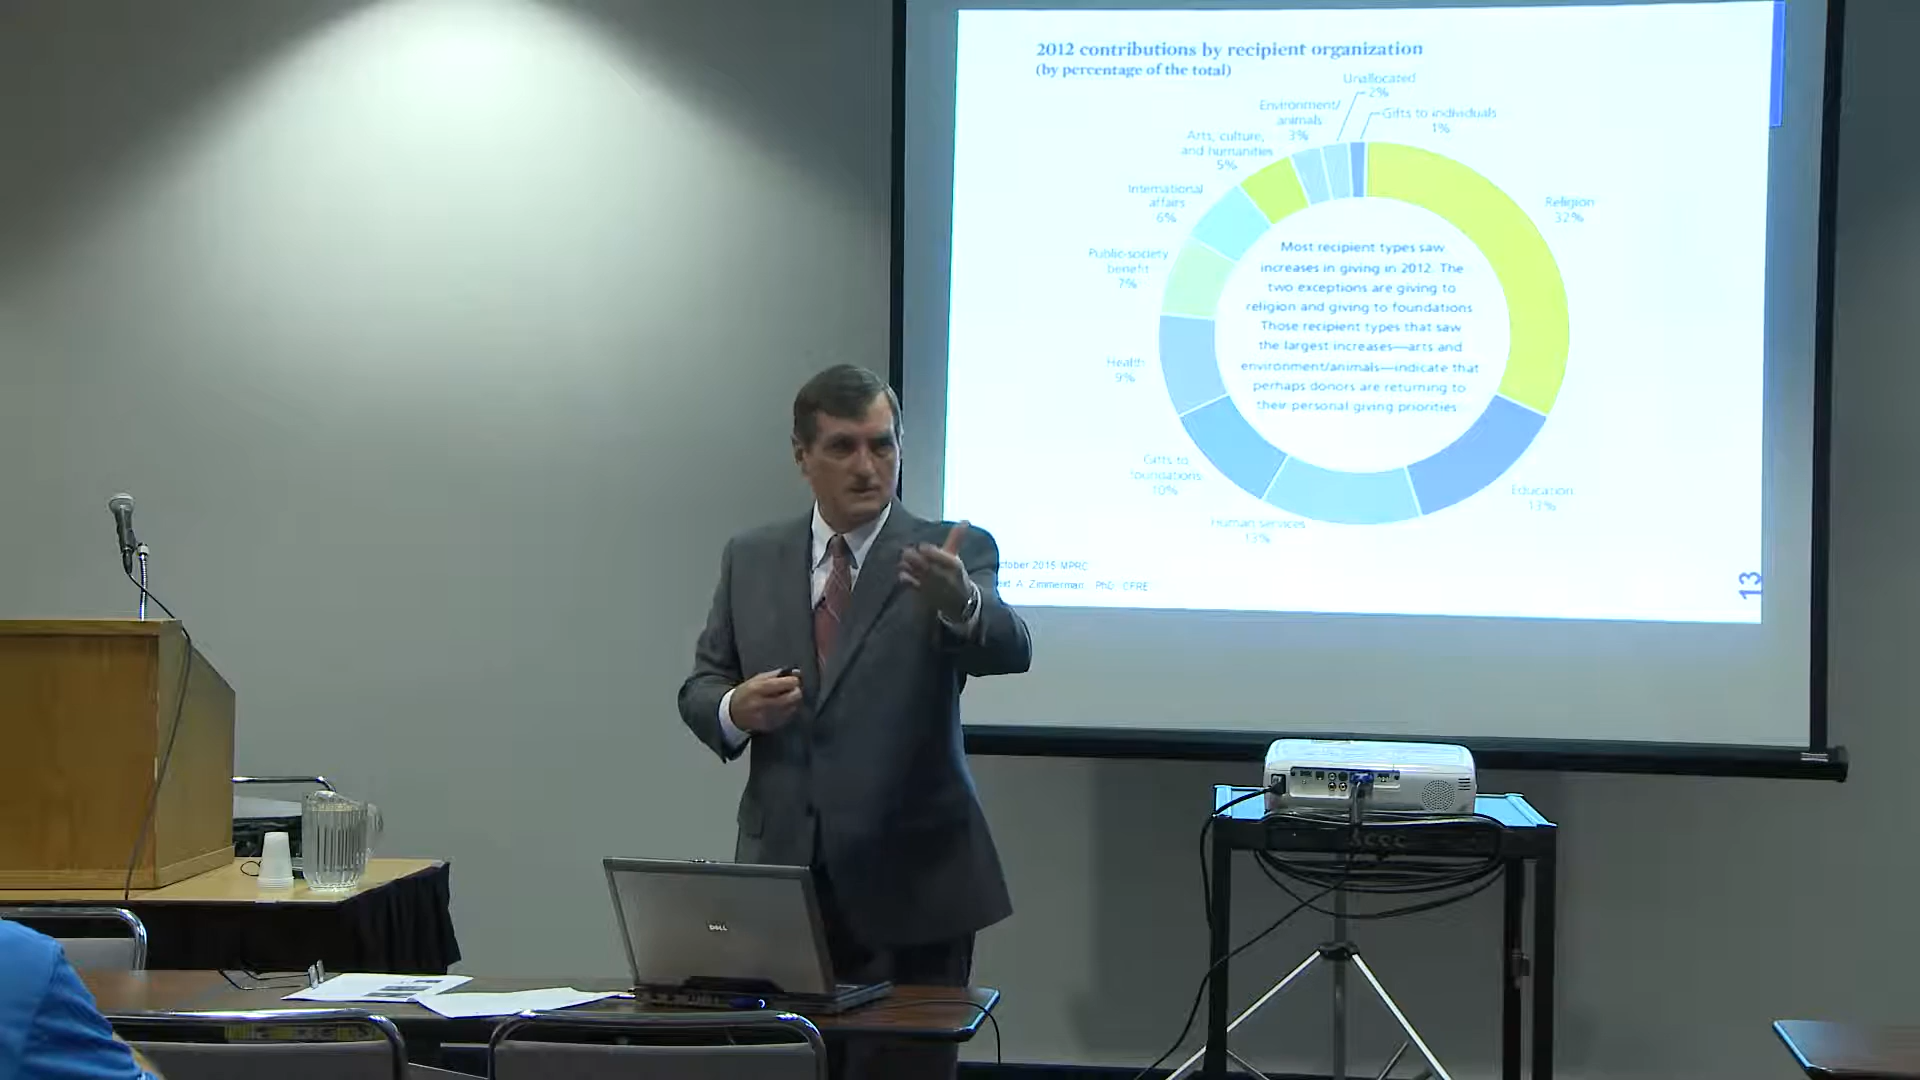 2012 contributions by recipient organization
(by percentage of the total)
Unallocated
2%
Gifts to individuals
1%
Environment/
animals
3%
Arts, culture,
and humanities
5%
International
affairs
6%
Public-society
benefit
7%
Health
9%
Gifts to
foundations
10%
Human services
13%
Education
13%
Religion
32%
Most recipient types saw
increases in giving in 2012. The
two exceptions are giving to
religion and giving to foundations
Those recipient types that saw
the largest increases—arts and
environment/animals—indicate that
perhaps donors are returning to
their personal giving priorities
2015 MPRC
A. Zimmerman, PhD, CFRE
13
DELL